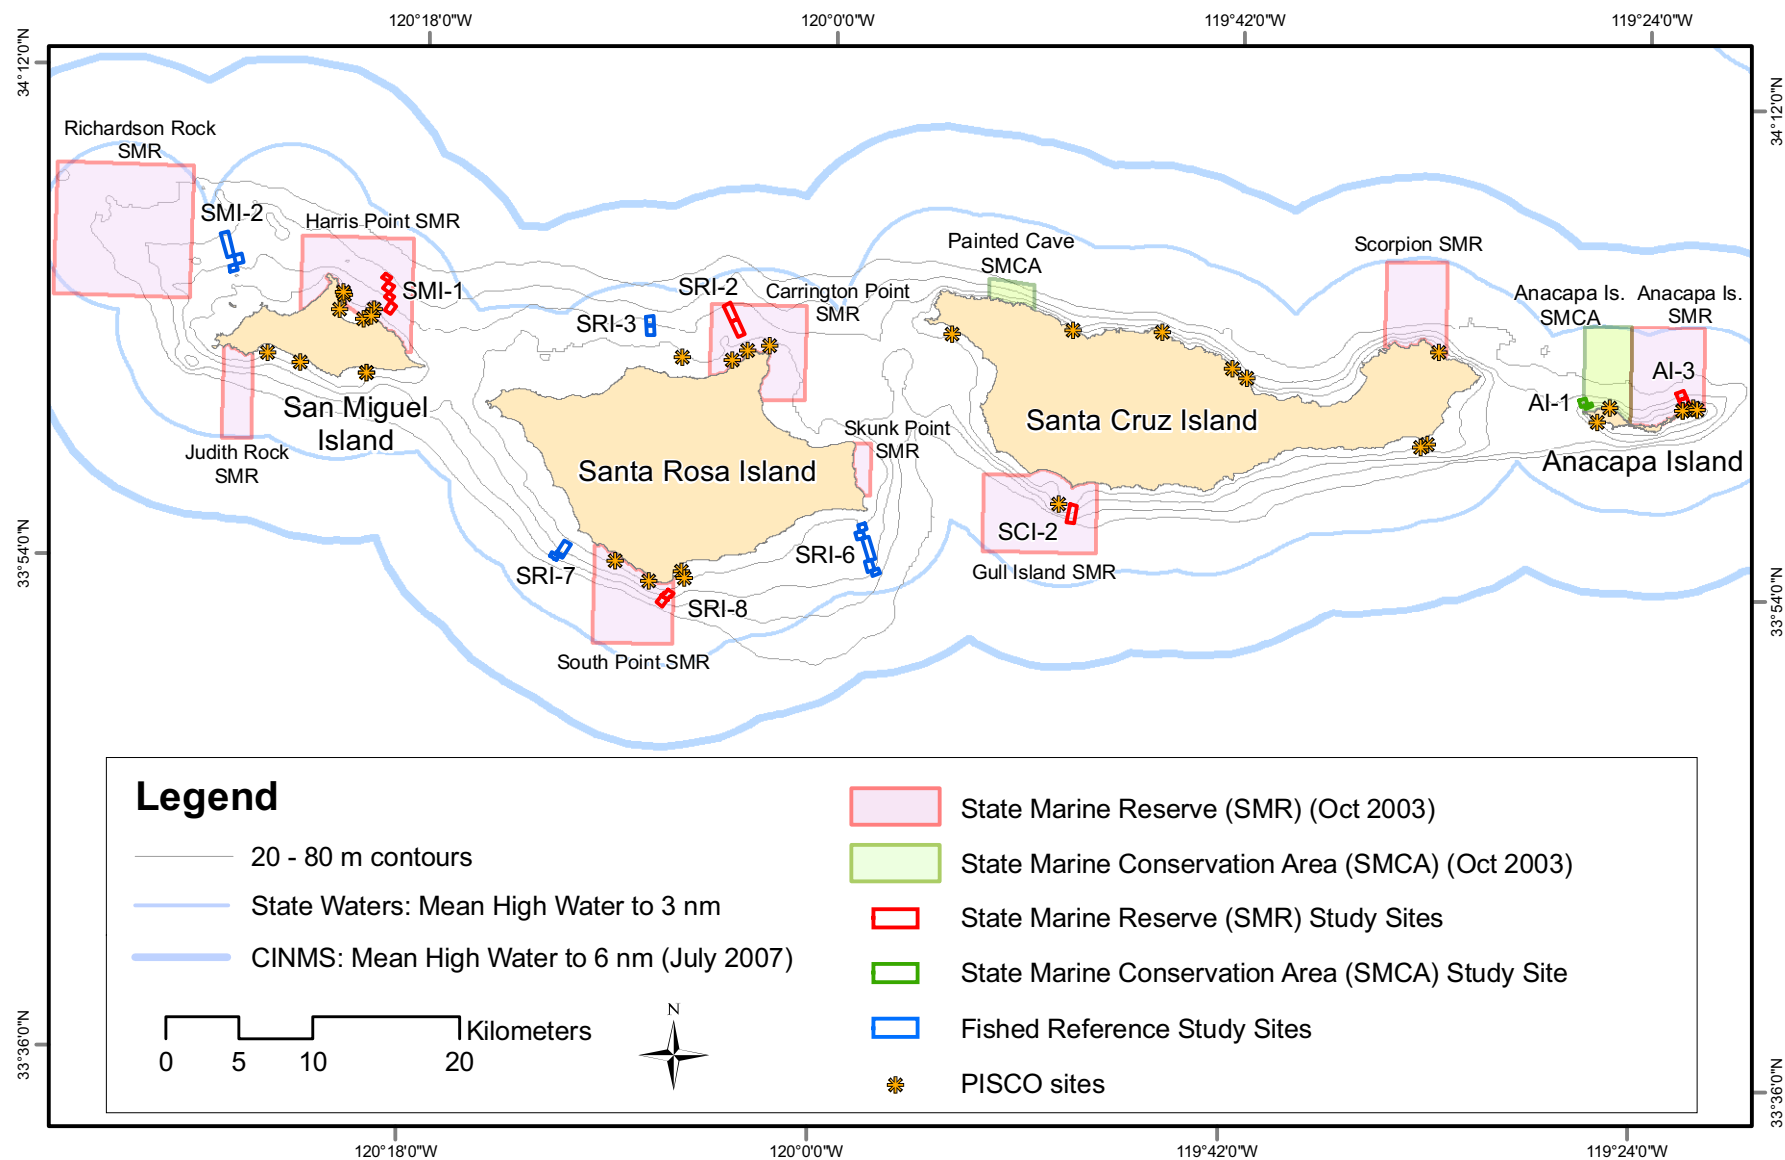 120°18'0"W
120°0'0"W
119°42'0"W
119°24'0"W
34°12'0"N
34°12'0"N
Richardson Rock
SMR
SMI-2
Harris Point SMR
SMI-1
SRI-2
SRI-3
Carrington Point
SMR
Painted Cave
SMCA
Scorpion SMR
Anacapa Is.
SMCA
Anacapa Is.
SMR
AI-3
AI-1
San Miguel
Island
Judith Rock
SMR
Santa Rosa Island
Skunk Point
SMR
Santa Cruz Island
Anacapa Island
SCI-2
Gull Island SMR
SRI-6
SRI-7
SRI-8
South Point SMR
33°54'0"N
33°54'0"N
Legend
20 - 80 m contours
State Waters: Mean High Water to 3 nm
CINMS: Mean High Water to 6 nm (July 2007)
Kilometers
0 5 10 20
N
State Marine Reserve (SMR) (Oct 2003)
State Marine Conservation Area (SMCA) (Oct 2003)
State Marine Reserve (SMR) Study Sites
State Marine Conservation Area (SMCA) Study Site
Fished Reference Study Sites
PISCO sites
33°36'0"N
33°36'0"N
120°18'0"W
120°0'0"W
119°42'0"W
119°24'0"W